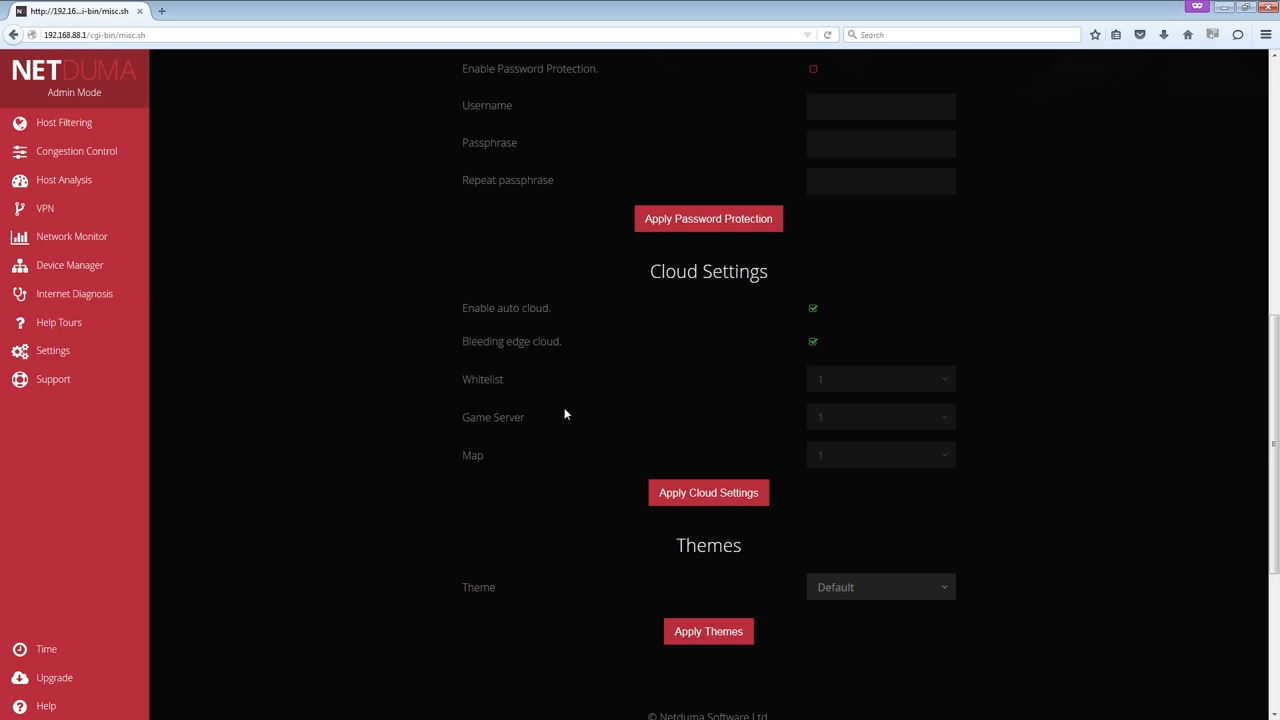 http://192.16...i-bin/misc.sh
192.168.88.1/cgi-bin/misc.sh
Search
NETDUMA
Admin Mode
Host Filtering
Congestion Control
Host Analysis
VPN
Network Monitor
Device Manager
Internet Diagnosis
Help Tours
Settings
Support
Time
Upgrade
Help
Enable Password Protection.
Username
Passphrase
Repeat passphrase
Apply Password Protection
Cloud Settings
Enable auto cloud.
Bleeding edge cloud.
Whitelist 1
Game Server 1
Map 1
Apply Cloud Settings
Themes
Theme Default
Apply Themes
© Netduma Software Ltd